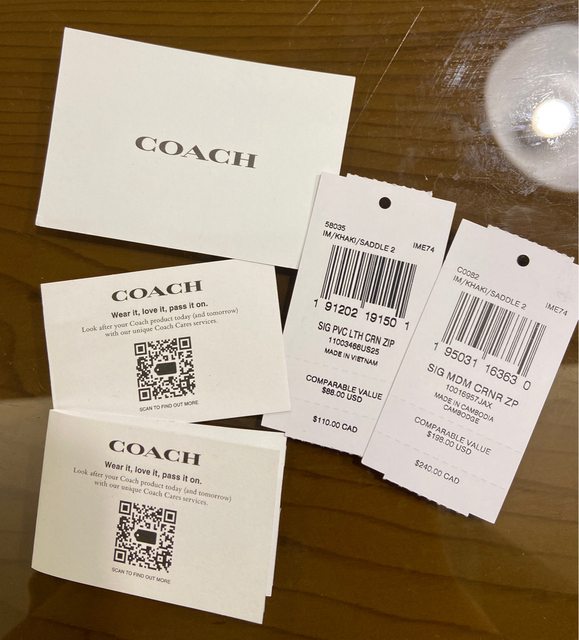 COACH
COACH
Wear it, love it, pass it on.
Look after your Coach product today (and tomorrow)
with our unique Coach Cares services.
SCAN TO FIND OUT MORE
COACH
Wear it, love it, pass it on.
Look after your Coach product today (and tomorrow)
with our unique Coach Cares services.
SCAN TO FIND OUT MORE
58035
IM/KHAKI/SADDLE 2 IME74
1 91202 19150 1
SIG PVC LTH CRN ZIP
11003466US25
MADE IN VIETNAM
COMPARABLE VALUE
$88.00 USD
$110.00 CAD
C0082
IM/KHAKI/SADDLE 2 IME74
1 95031 16363 0
SIG MDM CRNR ZP
10016957JAX
MADE IN CAMBODIA
CAMBODGE
COMPARABLE VALUE
$198.00 USD
$240.00 CAD